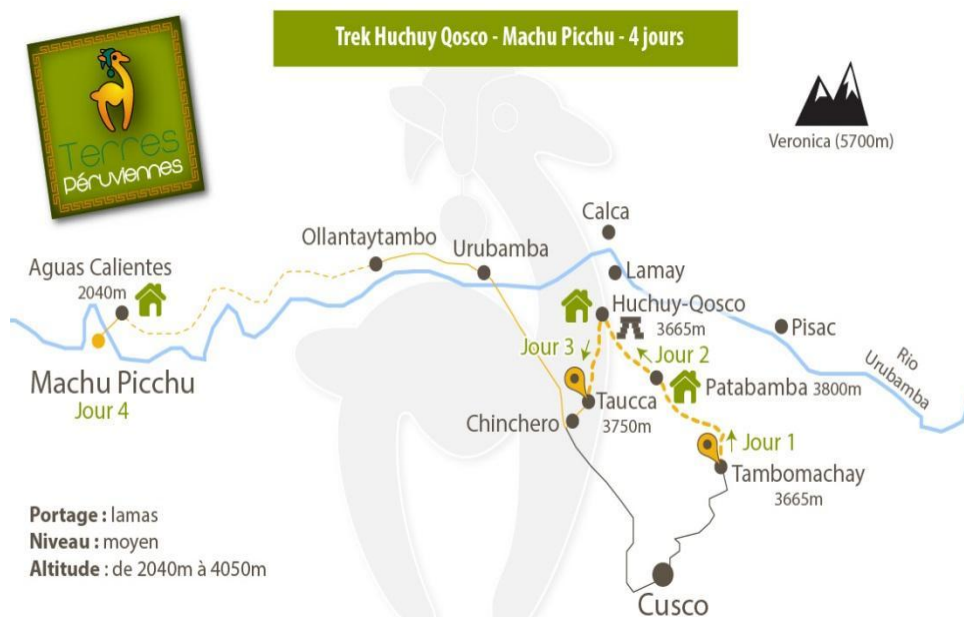 Trek Huchuy Qosco - Machu Picchu - 4 jours
Terres
Péruviennes
Veronica (5700m)
Calca
Ollantaytambo
Urubamba
Lamay
Aguas Calientes
2040m
Huchuy-Qosco
3665m
Pisac
Jour 3
Jour 2
Rio
Urubamba
Machu Picchu
Jour 4
Patabamba 3800m
Taucca
3750m
Chinchero
Jour 1
Tambomachay
3665m
Portage : lamas
Niveau : moyen
Altitude : de 2040m à 4050m
Cusco